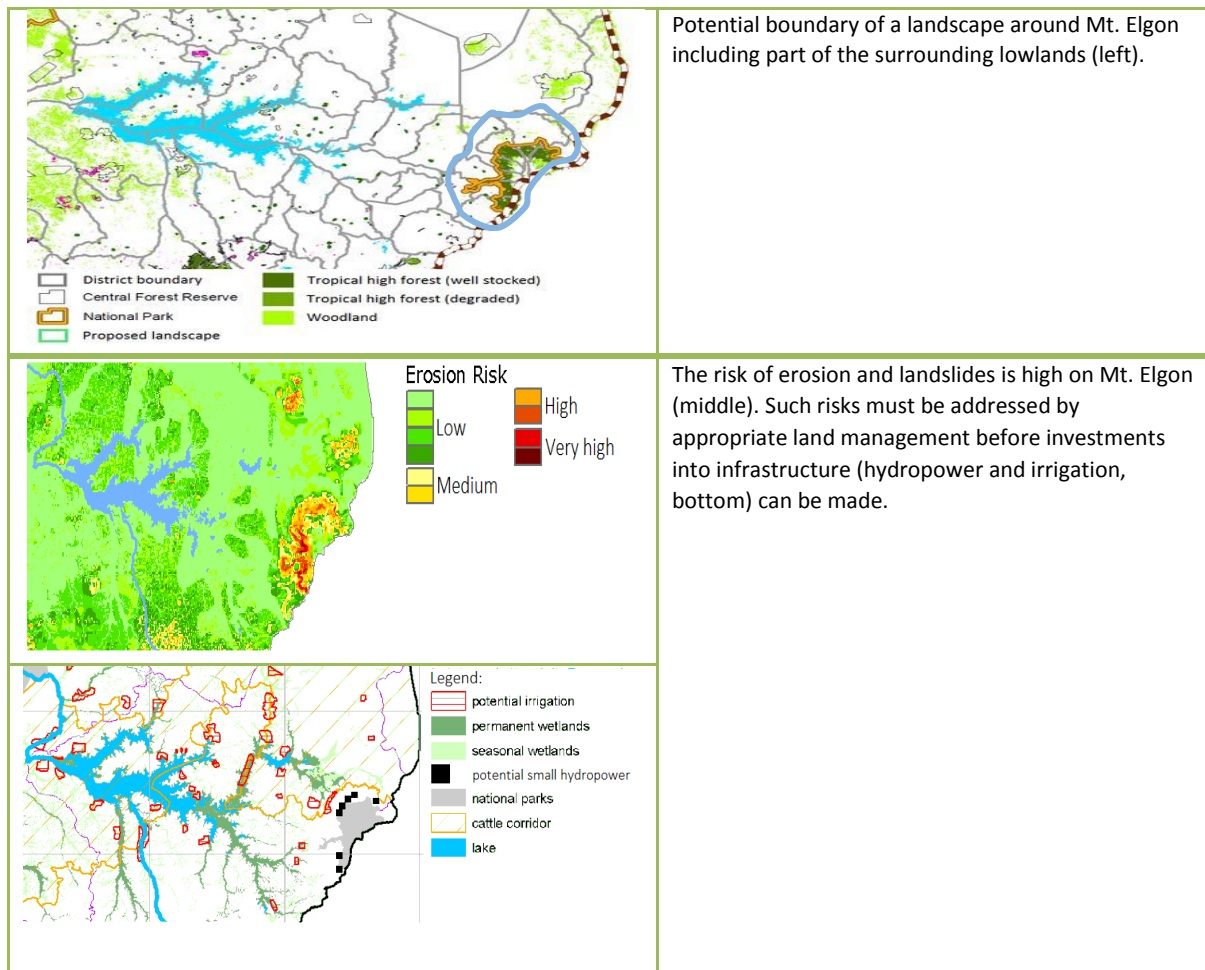 Potential boundary of a landscape around Mt. Elgon
including part of the surrounding lowlands (left).
District boundary
Central Forest Reserve
National Park
Proposed landscape
Tropical high forest (well stocked)
Tropical high forest (degraded)
Woodland
Erosion Risk
Low
Medium
High
Very high
The risk of erosion and landslides is high on Mt. Elgon
(middle). Such risks must be addressed by
appropriate land management before investments
into infrastructure (hydropower and irrigation,
bottom) can be made.
Legend:
potential irrigation
permanent wetlands
seasonal wetlands
potential small hydropower
national parks
cattle corridor
lake